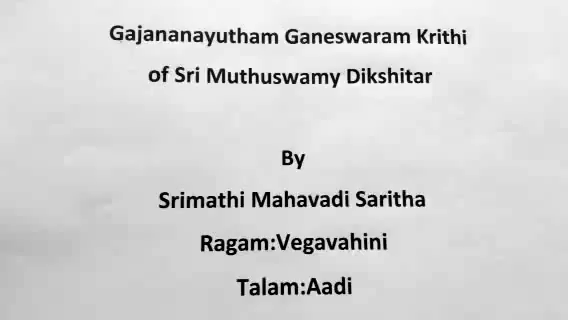 Gajananayutham Ganeswaram Krithi
of Sri Muthuswamy Dikshitar
By
Srimathi Mahavadi Saritha
Ragam:Vegavahini
Talam:Aadi